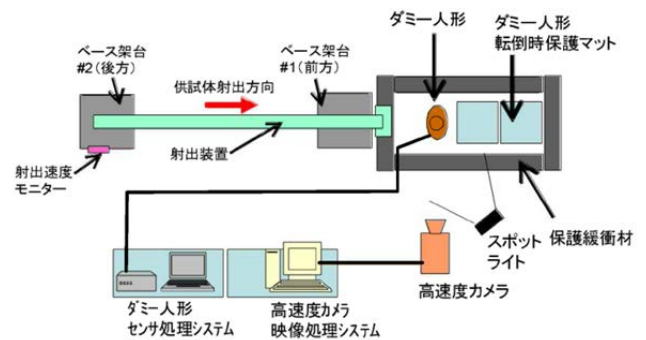 ダミー人形
ダミー人形
転倒時保護マット
ベース架台
#2(後方)
ベース架台
#1(前方)
供試体射出方向
射出装置
射出速度
モニター
保護緩衝材
スポット
ライト
高速度カメラ
ダミー人形
センサ処理システム
高速度カメラ
映像処理システム